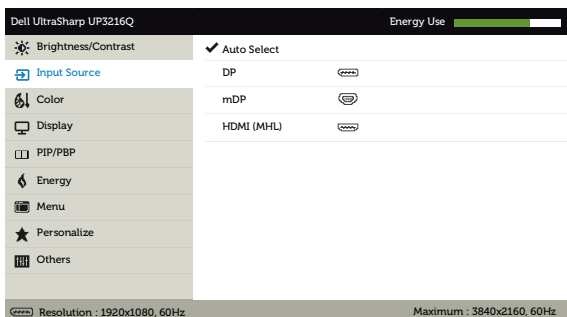 Dell UltraSharp UP3216Q Energy Use
Brightness/Contrast
Auto Select
Input Source
DP
Color
mDP
Display
HDMI (MHL)
PIP/PBP
Energy
Menu
Personalize
Others
Resolution : 1920x1080, 60Hz Maximum : 3840x2160, 60Hz